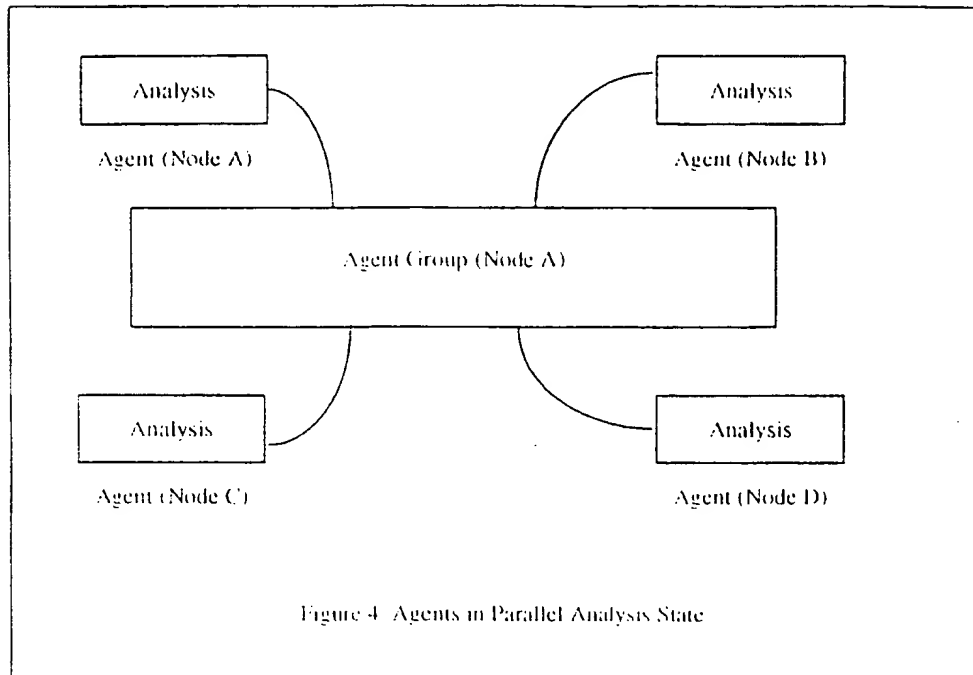 Analysis
Analysis
Agent (Node A)
Agent (Node B)
Agent Group (Node A)
Analysis
Analysis
Agent (Node C)
Agent (Node D)
Figure 4 Agents in Parallel Analysis State